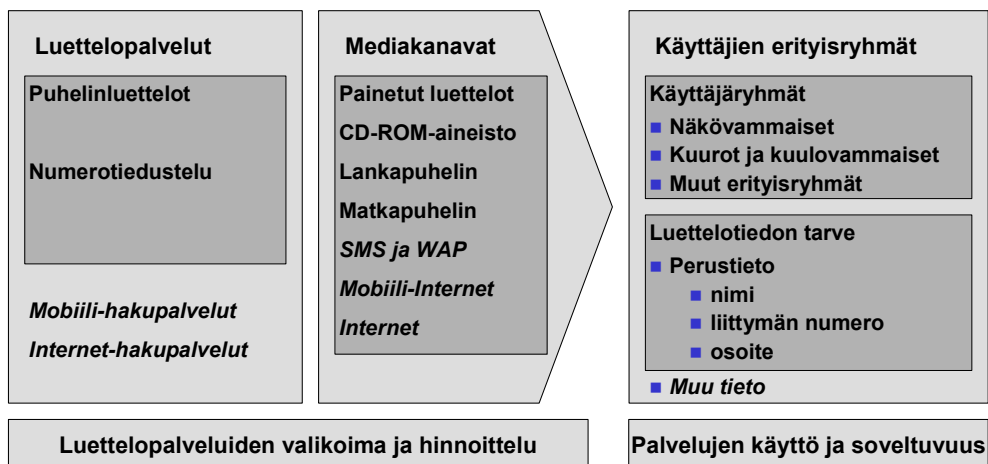 Luettelopalvelut
Puhelinluettelot
Numerotiedustelu
Mobiili-hakupalvelut
Internet-hakupalvelut
Mediakanavat
Painetut luettelot
CD-ROM-aineisto
Lankapuhelin
Matkapuhelin
SMS ja WAP
Mobiili-Internet
Internet
Käyttäjien erityisryhmät
Käyttäjäryhmät
Näkövammaiset
Kuurot ja kuulovammaiset
Muut erityisryhmät
Luettelotiedon tarve
Perustieto
nimi
liittymän numero
osoite
Muu tieto
Luettelopalveluiden valikoima ja hinnoittelu
Palvelujen käyttö ja soveltuvuus